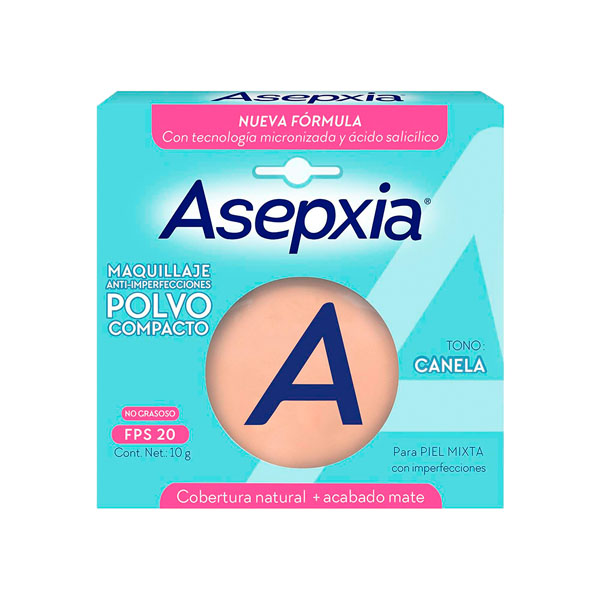 Asepxia
NUEVA FÓRMULA
Con tecnología micronizada y ácido salicílico
Asepxia®
MAQUILLAJE
ANTI-IMPERFECCIONES
POLVO
COMPACTO
A
TONO:
CANELA
NO GRASOSO
FPS 20
Cont. Net.: 10 g
Para PIEL MIXTA
con imperfecciones
Cobertura natural + acabado mate